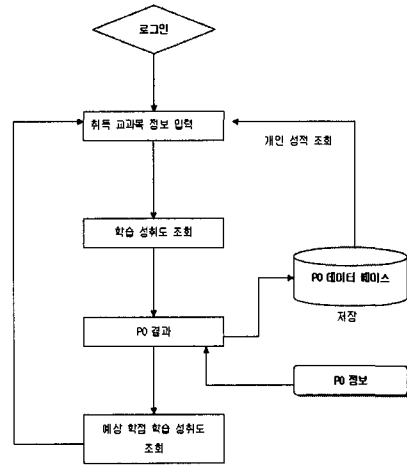 로그인
취득 교과목 정보 입력
개인 성적 조회
학습 성취도 조회
PO 데이터 베이스
저장
PO 결과
PO 정보
예상 학점 학습 성취도
조회